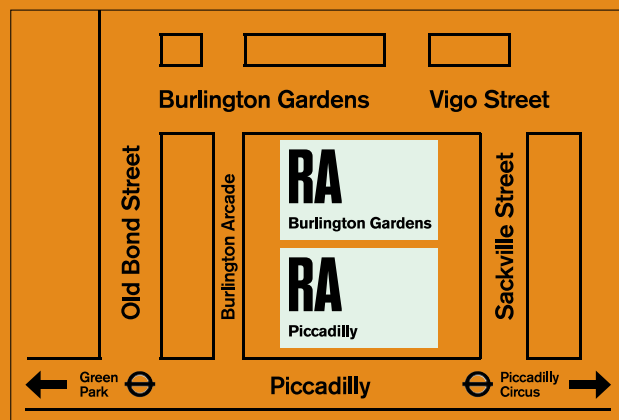 Burlington Gardens
Vigo Street
Old Bond Street
Burlington Arcade
RA
Burlington Gardens
RA
Piccadilly
Sackville Street
Green
Park
Piccadilly
Piccadilly
Circus